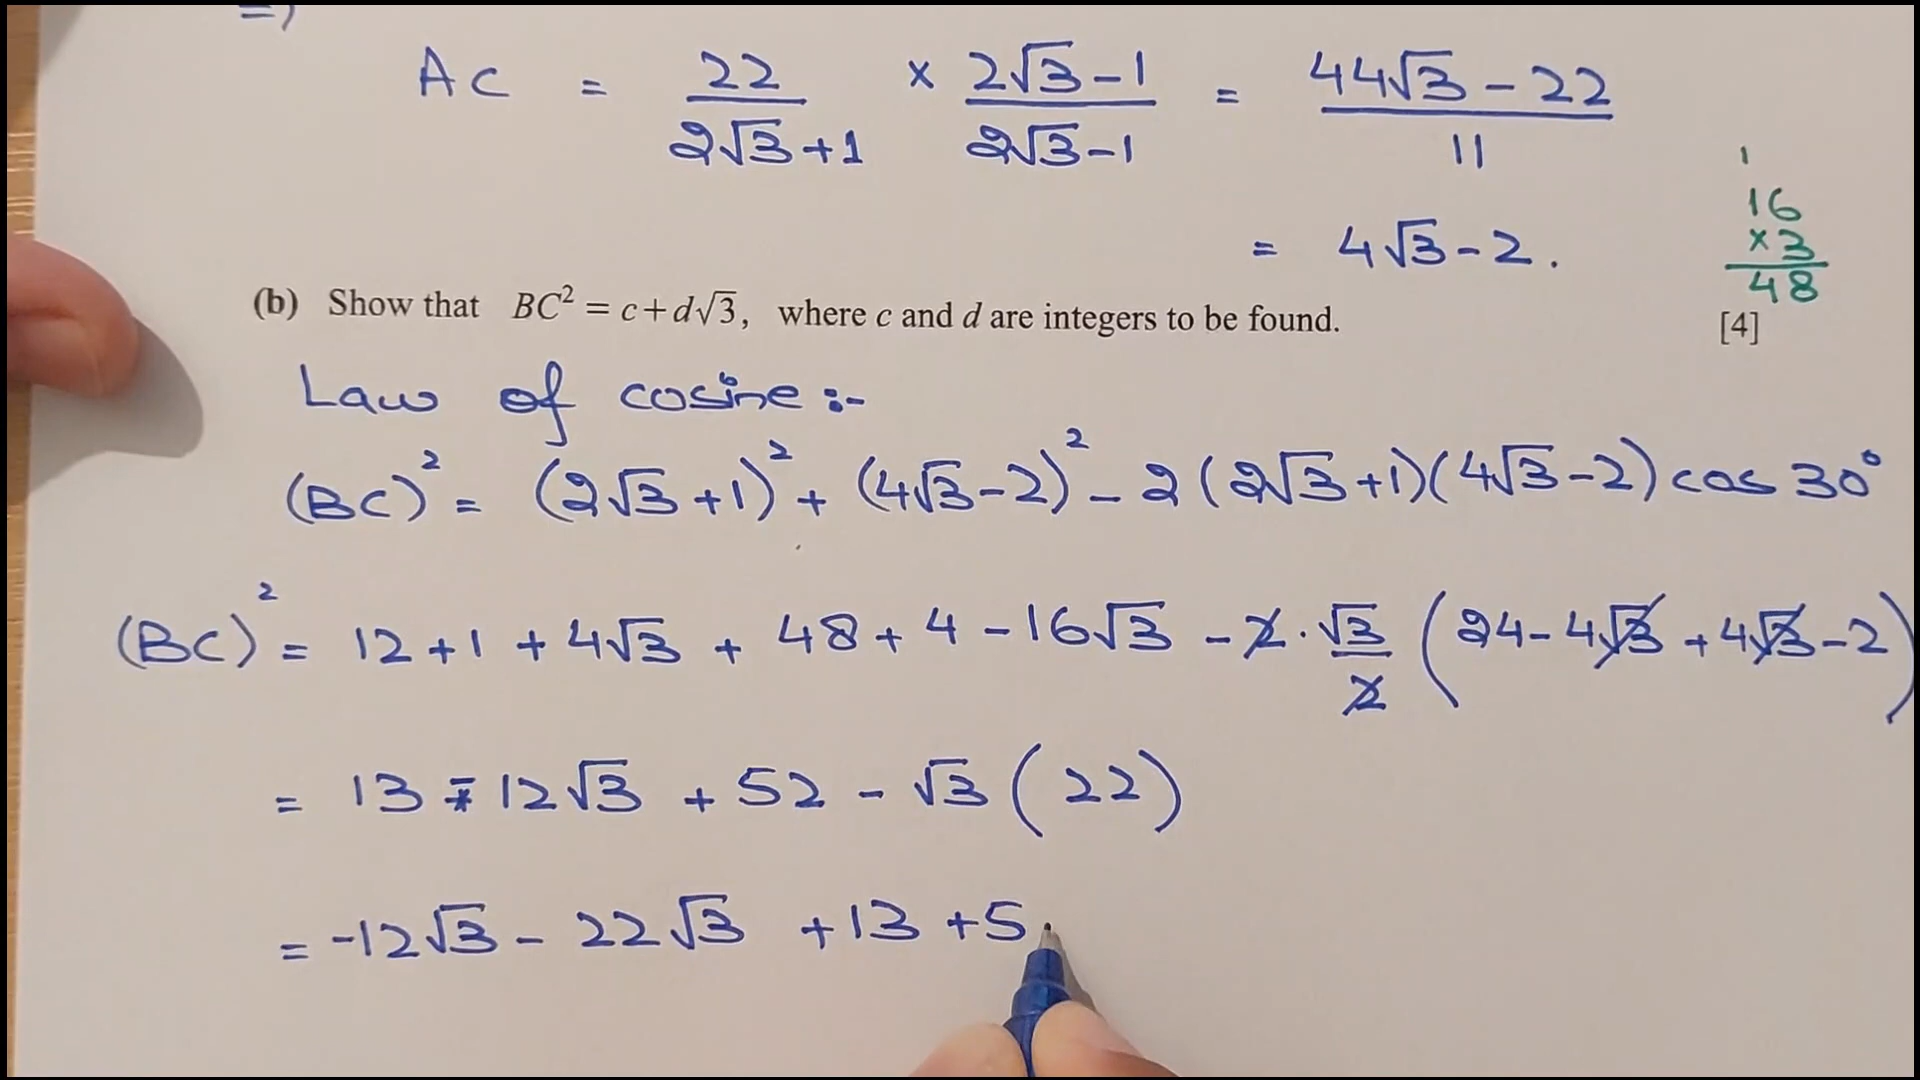 =)
AC = 22/(2√3+1) × (2√3-1)/(2√3-1) = (44√3-22)/11
= 4√3-2.
1
16
×3
48
(b) Show that BC² = c+d√3, where c and d are integers to be found.
[4]
Law of cosine :-
(BC)² = (2√3+1)² + (4√3-2)² - 2(2√3+1)(4√3-2) cos 30°
(BC)² = 12+1+4√3 + 48+4-16√3 - 2·√3/2 (24-4√3+4√3-2)
= 13 - 12√3 + 52 - √3 (22)
= -12√3 - 22√3 +13 +5